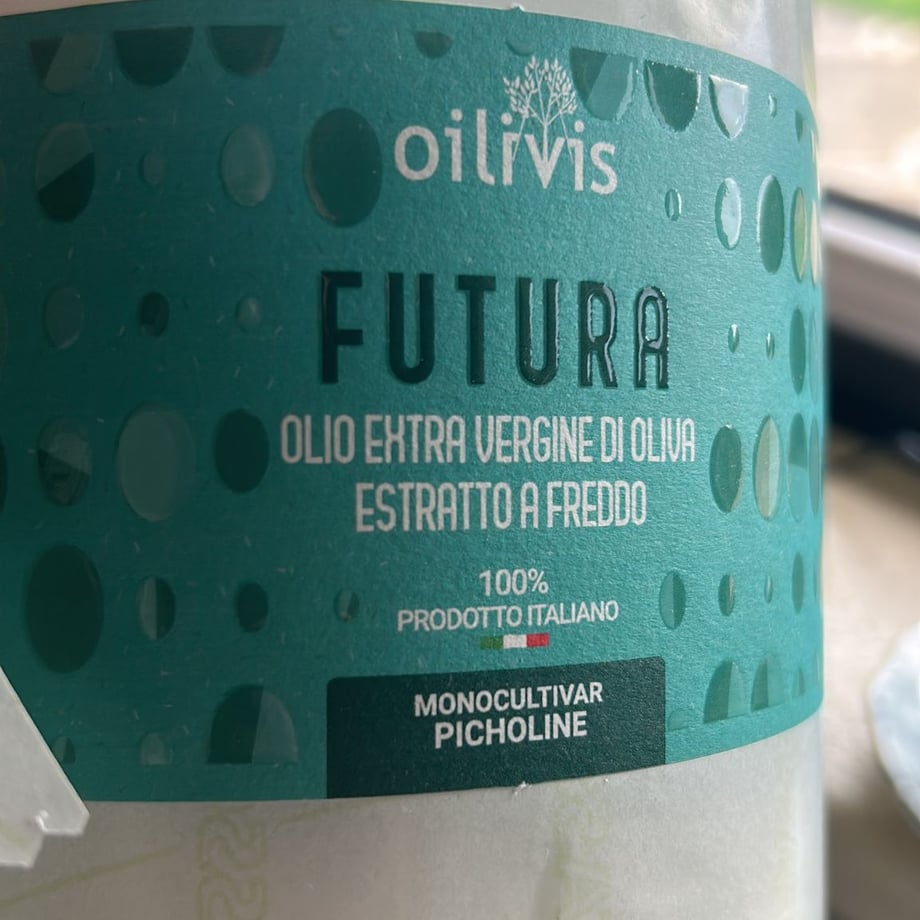 oilivis
FUTURA
OLIO EXTRA VERGINE DI OLIVA
ESTRATTO A FREDDO
100%
PRODOTTO ITALIANO
MONOCULTIVAR
PICHOLINE